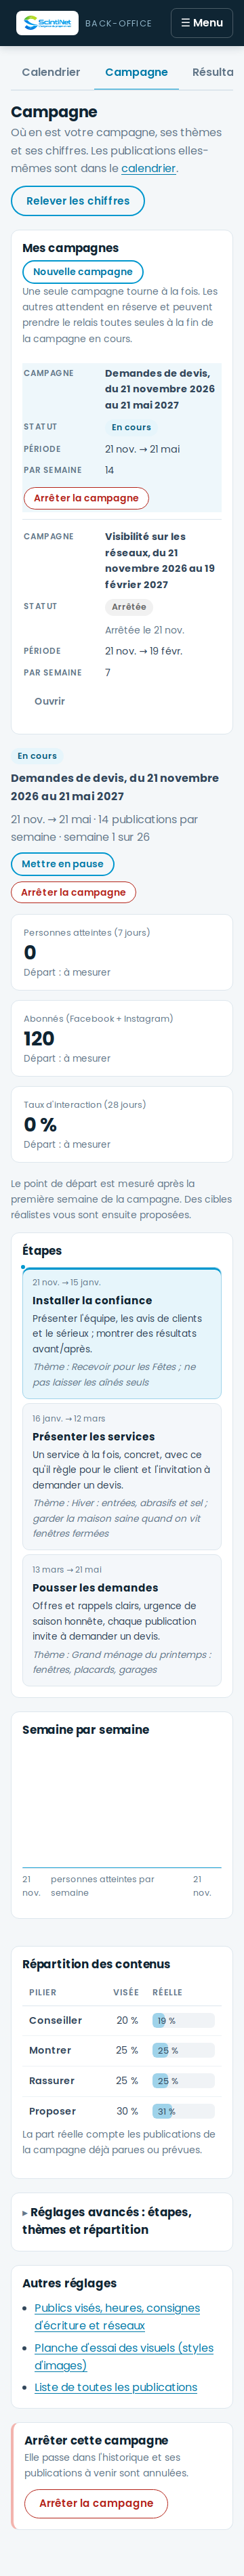 ScintiNet
BACK-OFFICE
☰ Menu
Calendrier Campagne Résulta
Campagne
Où en est votre campagne, ses thèmes
et ses chiffres. Les publications elles-
mêmes sont dans le calendrier.
Relever les chiffres
Mes campagnes
Nouvelle campagne
Une seule campagne tourne à la fois. Les
autres attendent en réserve et peuvent
prendre le relais toutes seules à la fin de
la campagne en cours.
CAMPAGNE Demandes de devis,
du 21 novembre 2026
au 21 mai 2027
STATUT En cours
PÉRIODE 21 nov. → 21 mai
PAR SEMAINE 14
Arrêter la campagne
CAMPAGNE Visibilité sur les
réseaux, du 21
novembre 2026 au 19
février 2027
STATUT Arrêtée
Arrêtée le 21 nov.
PÉRIODE 21 nov. → 19 févr.
PAR SEMAINE 7
Ouvrir
En cours
Demandes de devis, du 21 novembre
2026 au 21 mai 2027
21 nov. → 21 mai · 14 publications par
semaine · semaine 1 sur 26
Mettre en pause
Arrêter la campagne
Personnes atteintes (7 jours)
0
Départ : à mesurer
Abonnés (Facebook + Instagram)
120
Départ : à mesurer
Taux d'interaction (28 jours)
0 %
Départ : à mesurer
Le point de départ est mesuré après la
première semaine de la campagne. Des cibles
réalistes vous sont ensuite proposées.
Étapes
21 nov. → 15 janv.
Installer la confiance
Présenter l'équipe, les avis de clients
et le sérieux ; montrer des résultats
avant/après.
Thème : Recevoir pour les Fêtes ; ne
pas laisser les aînés seuls
16 janv. → 12 mars
Présenter les services
Un service à la fois, concret, avec ce
qu'il règle pour le client et l'invitation à
demander un devis.
Thème : Hiver : entrées, abrasifs et sel ;
garder la maison saine quand on vit
fenêtres fermées
13 mars → 21 mai
Pousser les demandes
Offres et rappels clairs, urgence de
saison honnête, chaque publication
invite à demander un devis.
Thème : Grand ménage du printemps :
fenêtres, placards, garages
Semaine par semaine
21 personnes atteintes par 21
nov. semaine nov.
Répartition des contenus
PILIER VISÉE RÉELLE
Conseiller 20 % 19 %
Montrer 25 % 25 %
Rassurer 25 % 25 %
Proposer 30 % 31 %
La part réelle compte les publications de
la campagne déjà parues ou prévues.
▸ Réglages avancés : étapes,
thèmes et répartition
Autres réglages
• Publics visés, heures, consignes
d'écriture et réseaux
• Planche d'essai des visuels (styles
d'images)
• Liste de toutes les publications
Arrêter cette campagne
Elle passe dans l'historique et ses
publications à venir sont annulées.
Arrêter la campagne